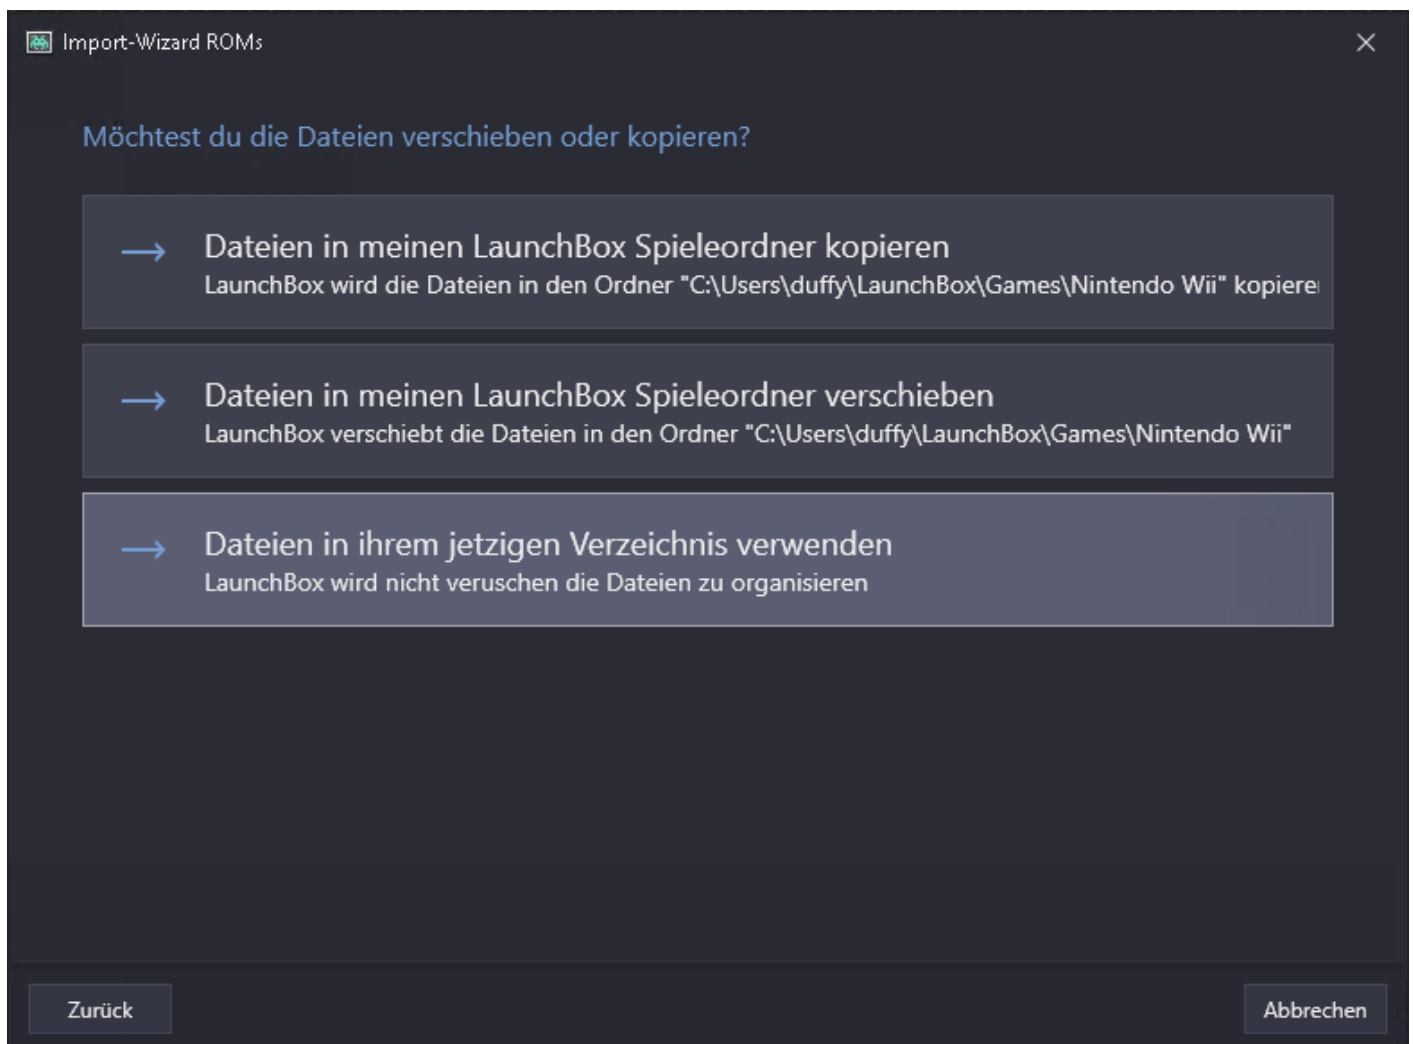 Import-Wizard ROMs
Möchtest du die Dateien verschieben oder kopieren?
Dateien in meinen LaunchBox Spieleordner kopieren
LaunchBox wird die Dateien in den Ordner "C:\Users\duffy\LaunchBox\Games\Nintendo Wii" kopiere
Dateien in meinen LaunchBox Spieleordner verschieben
LaunchBox verschiebt die Dateien in den Ordner "C:\Users\duffy\LaunchBox\Games\Nintendo Wii"
Dateien in ihrem jetzigen Verzeichnis verwenden
LaunchBox wird nicht veruschen die Dateien zu organisieren
Zurück
Abbrechen